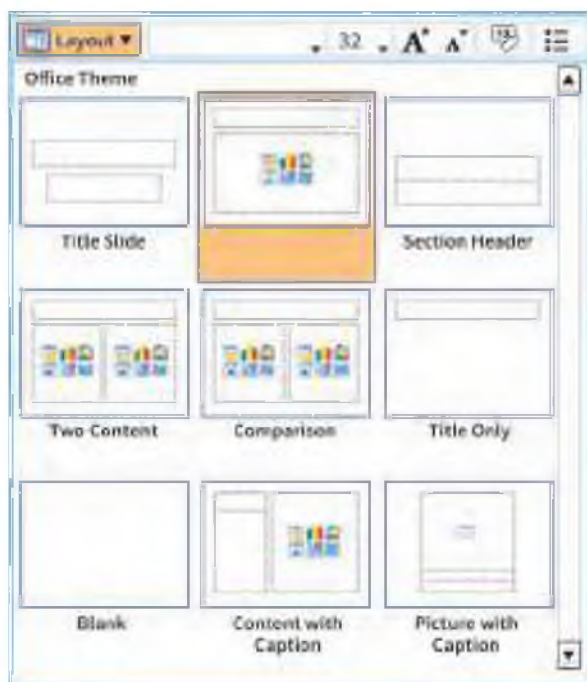 Layout
32 A A
Office Theme
Title Slide
Section Header
Two Content
Comparison
Title Only
Blank
Content with
Caption
Picture with
Caption